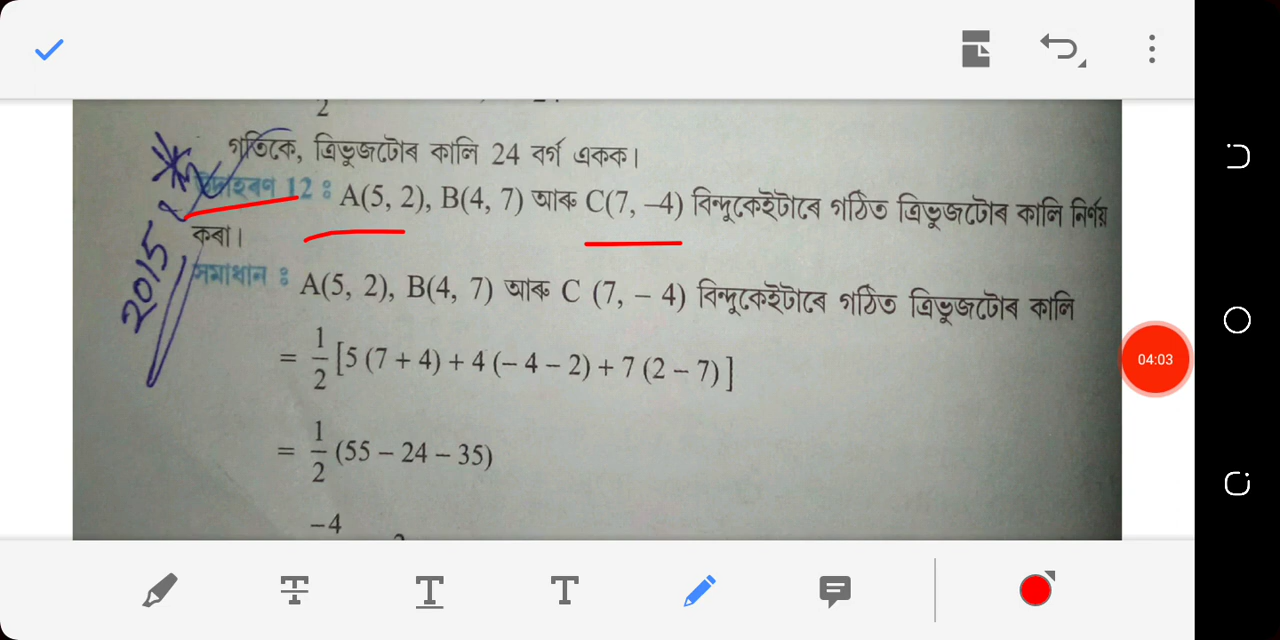 2
গতিকে, ত্ৰিভুজটোৰ কালি 24 বৰ্গ একক।
উদাহৰণ 12 : A(5, 2), B(4, 7) আৰু C(7, –4) বিন্দুকেইটাৰে গঠিত ত্ৰিভুজটোৰ কালি নিৰ্ণয়
কৰা।
2015
সমাধান : A(5, 2), B(4, 7) আৰু C (7, – 4) বিন্দুকেইটাৰে গঠিত ত্ৰিভুজটোৰ কালি
= 1/2 [5 (7 + 4) + 4 (– 4 – 2) + 7 (2 – 7)]
= 1/2 (55 – 24 – 35)
–4
04:03
T T T